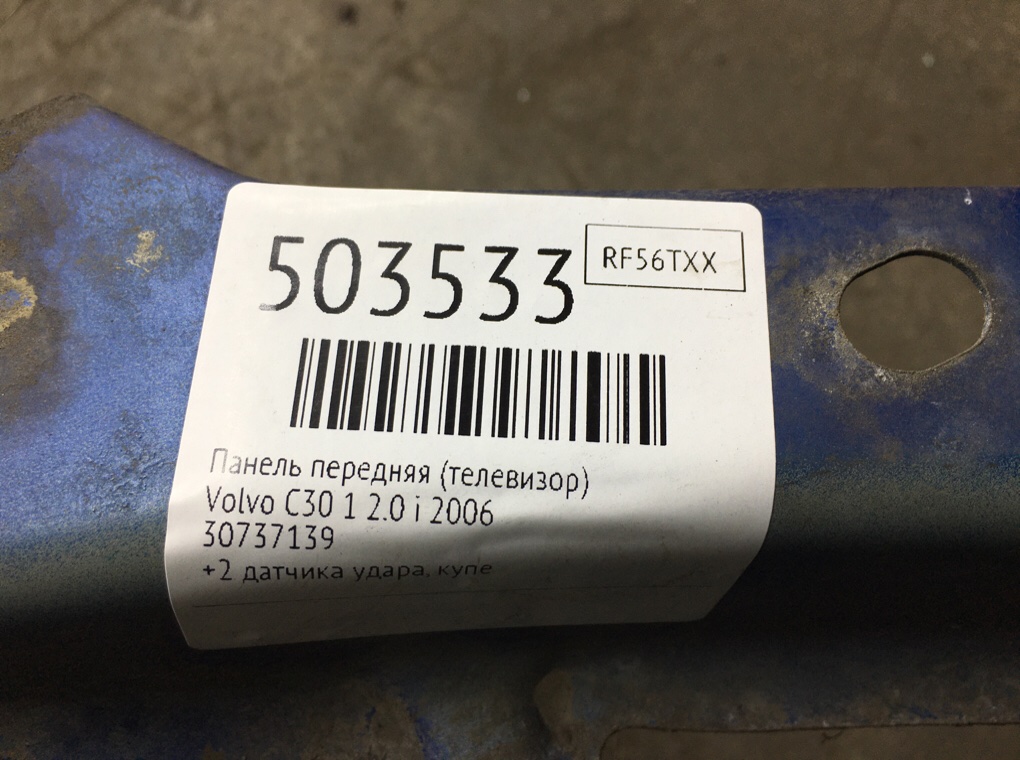 503533
RF56TXX
Панель передняя (телевизор)
Volvo C30 1 2.0 i 2006
30737139
+2 датчика удара, купе